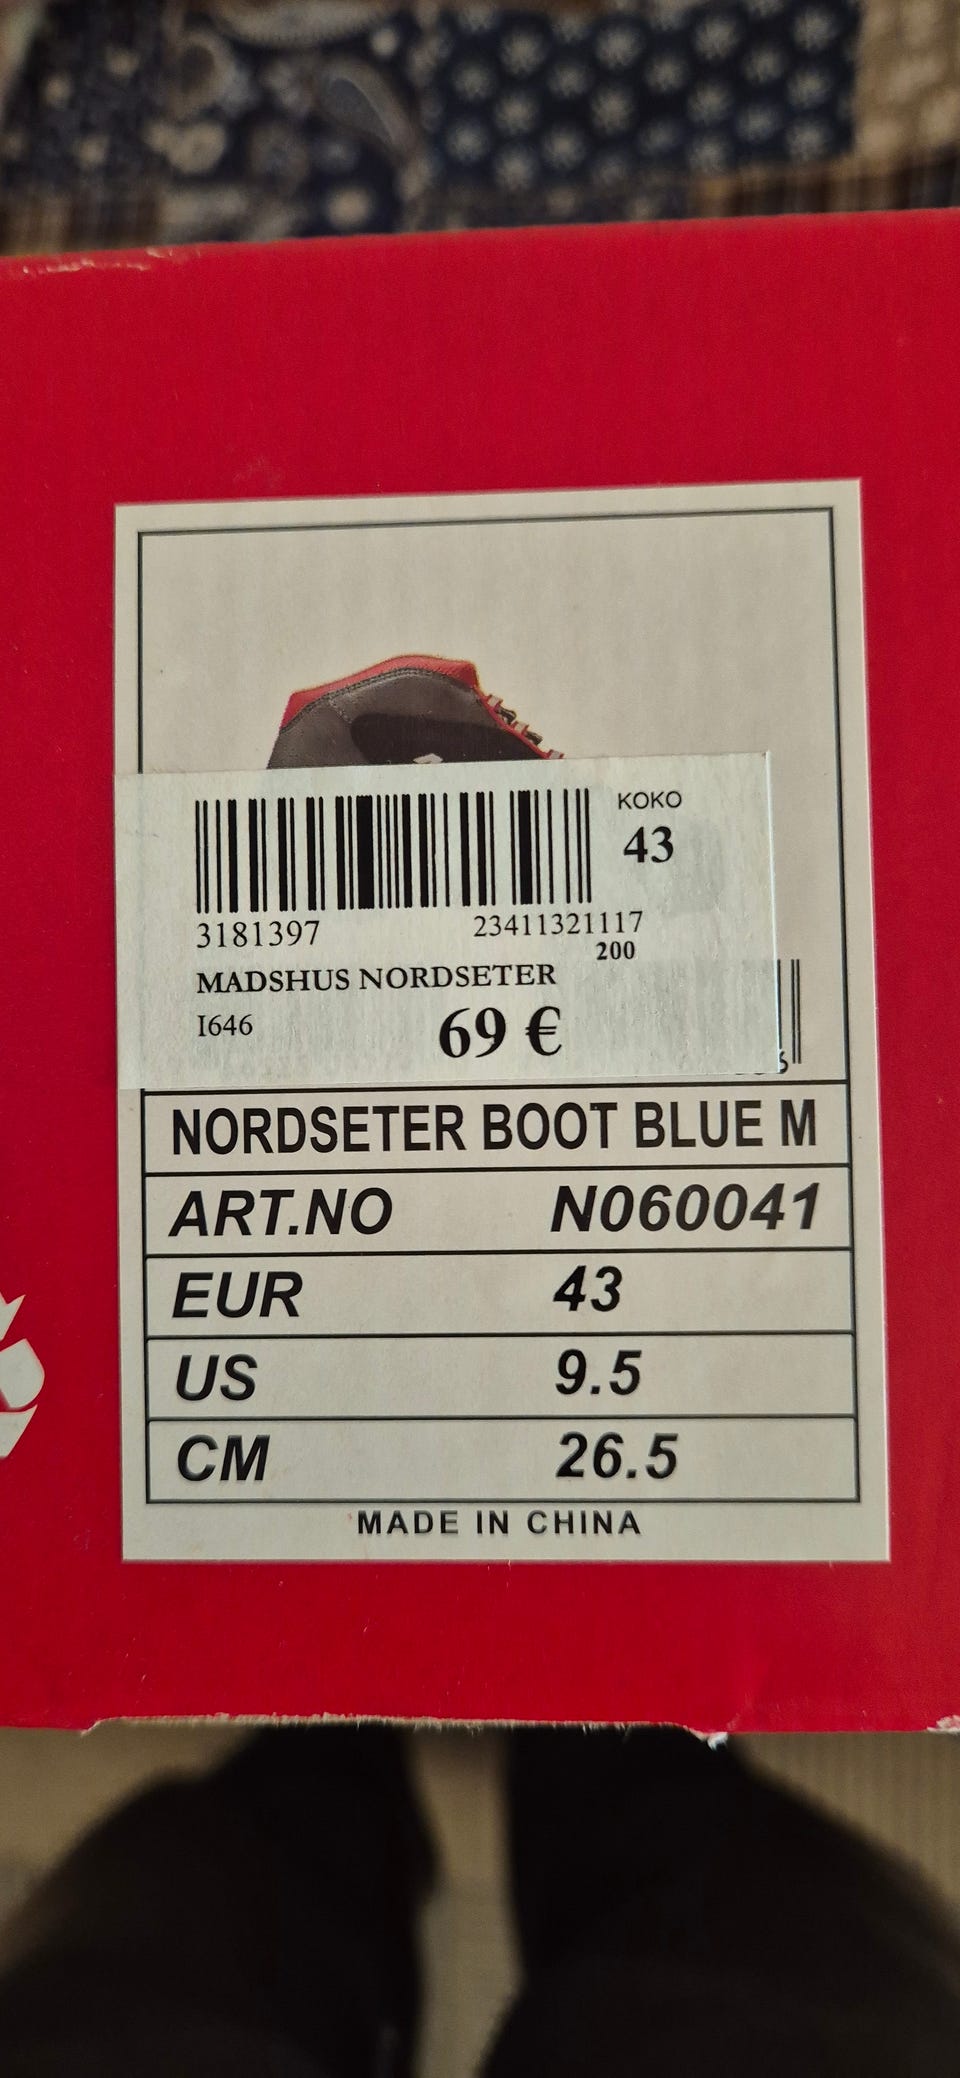 KOKO
43
3181397 23411321117
200
MADSHUS NORDSETER
I646 69 €
NORDSETER BOOT BLUE M
ART.NO N060041
EUR 43
US 9.5
CM 26.5
MADE IN CHINA